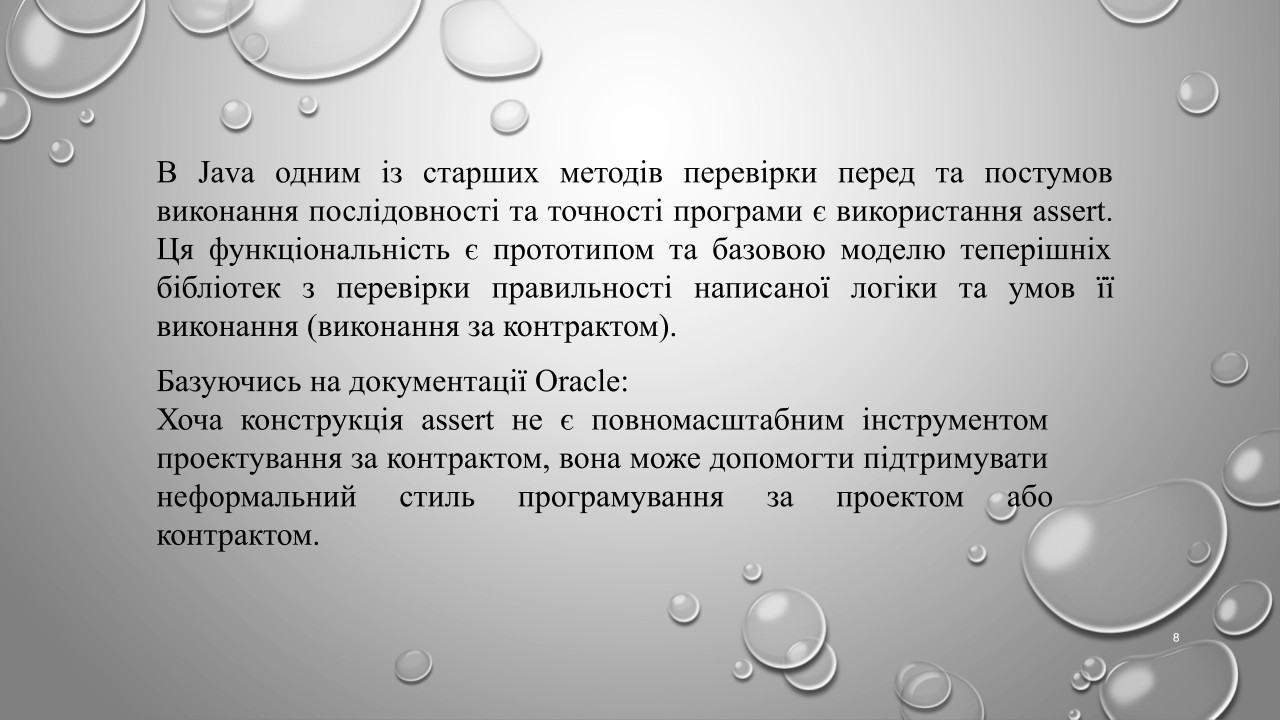 В Java одним із старших методів перевірки перед та постумов
виконання послідовності та точності програми є використання assert.
Ця функціональність є прототипом та базовою моделю теперішніх
бібліотек з перевірки правильності написаної логіки та умов її
виконання (виконання за контрактом).
Базуючись на документації Oracle:
Хоча конструкція assert не є повномасштабним інструментом
проектування за контрактом, вона може допомогти підтримувати
неформальний стиль програмування за проектом або
контрактом.
8